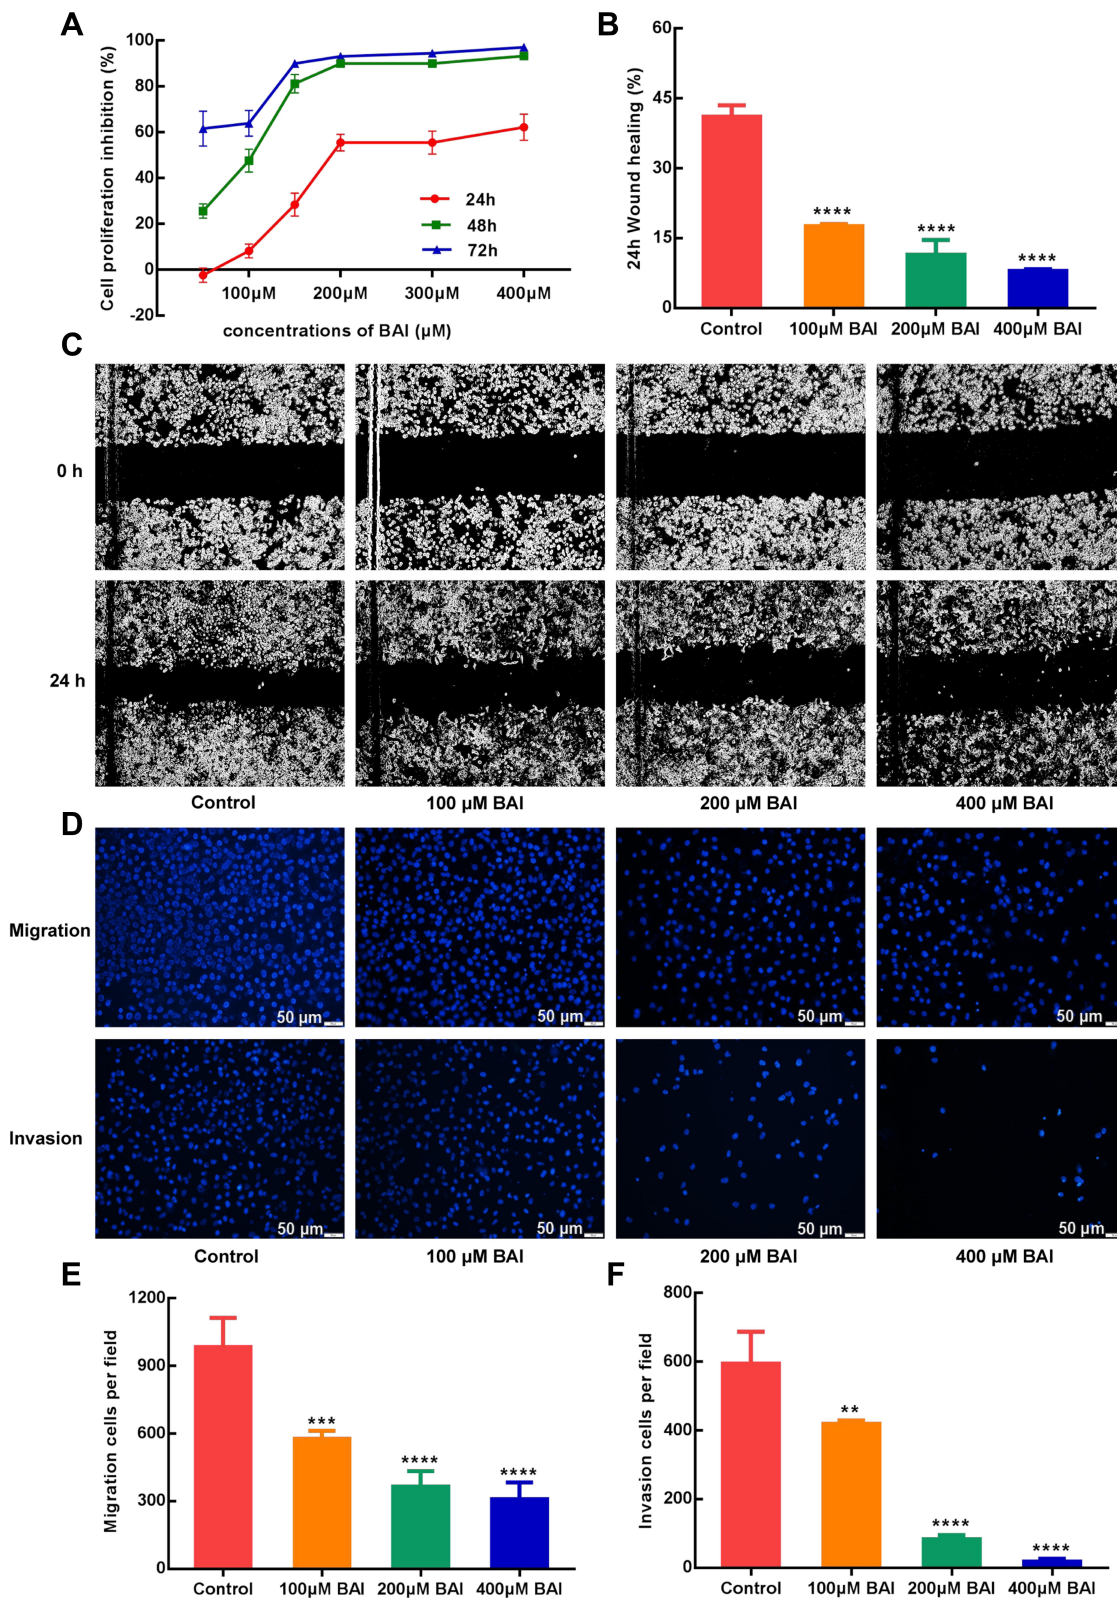 A
Cell proliferation inhibition (%)
100
80
60
40
20
0
-20
100μM
200μM
300μM
400μM
24h
48h
72h
concentrations of BAI (μM)
B
24h Wound healing (%)
60
45
30
15
0
****
****
****
Control
100μM BAI
200μM BAI
400μM BAI
C
0 h
24 h
Control
100 μM BAI
200 μM BAI
400 μM BAI
D
Migration
50 μm
50 μm
50 μm
50 μm
Invasion
50 μm
50 μm
50 μm
50 μm
Control
100 μM BAI
200 μM BAI
400 μM BAI
E
Migration cells per field
1200
900
600
300
0
***
****
****
Control
100μM BAI
200μM BAI
400μM BAI
F
Invasion cells per field
800
600
400
200
0
**
****
****
Control
100μM BAI
200μM BAI
400μM BAI